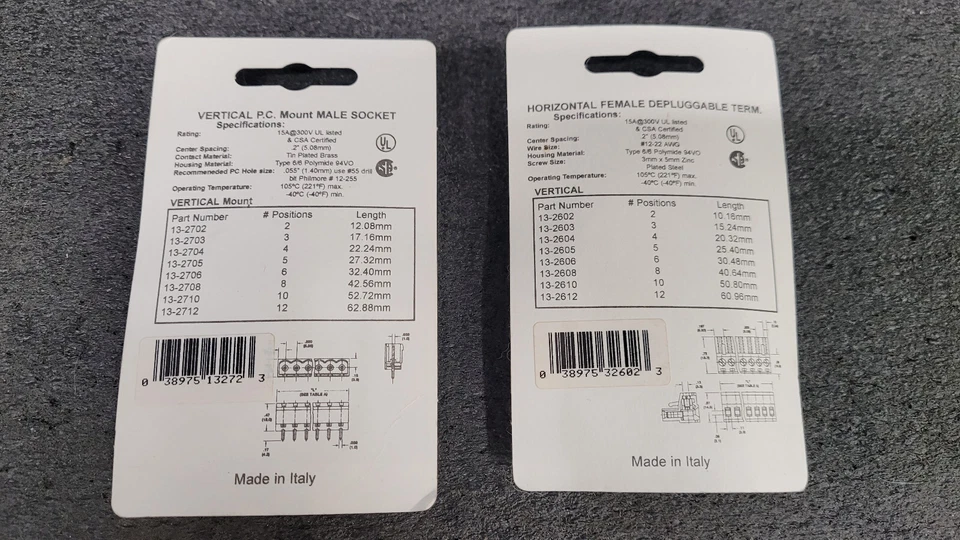 VERTICAL P.C. Mount MALE SOCKET
Specifications:
Rating: 15A@300V UL listed
& CSA Certified
Center Spacing: 2" (5.08mm)
Contact Material: Tin Plated Brass
Housing Material: Type 6/6 Polymide 94VO
Recommeneded PC Hole size: .055" (1.40mm) use #55 drill
bit Philmore # 12-255
Operating Temperature: 105ºC (221ºF) max.
-40ºC (-40ºF) min.
UL
VERTICAL Mount
Part Number # Positions Length
13-2702 2 12.08mm
13-2703 3 17.16mm
13-2704 4 22.24mm
13-2705 5 27.32mm
13-2706 6 32.40mm
13-2708 8 42.56mm
13-2710 10 52.72mm
13-2712 12 62.88mm
0 38975 13272 3
"L"
(SEE TABLE A)
Made in Italy
HORIZONTAL FEMALE DEPLUGGABLE TERM.
Specifications:
Rating: 15A@300V UL listed
& CSA Certified
Center Spacing: 2" (5.08mm)
Wire Size: #12-22 AWG
Housing Material: Type 6/6 Polymide 94VO
Screw Size: 3mm x 5mm Zinc
Plated Steel
Operating Temperature: 105ºC (221ºF) max.
-40ºC (-40ºF) min.
UL
VERTICAL
Part Number # Positions Length
13-2602 2 10.16mm
13-2603 3 15.24mm
13-2604 4 20.32mm
13-2605 5 25.40mm
13-2606 6 30.48mm
13-2608 8 40.64mm
13-2610 10 50.80mm
13-2612 12 60.96mm
0 38975 32602 3
"L"
(SEE TABLE A)
Made in Italy